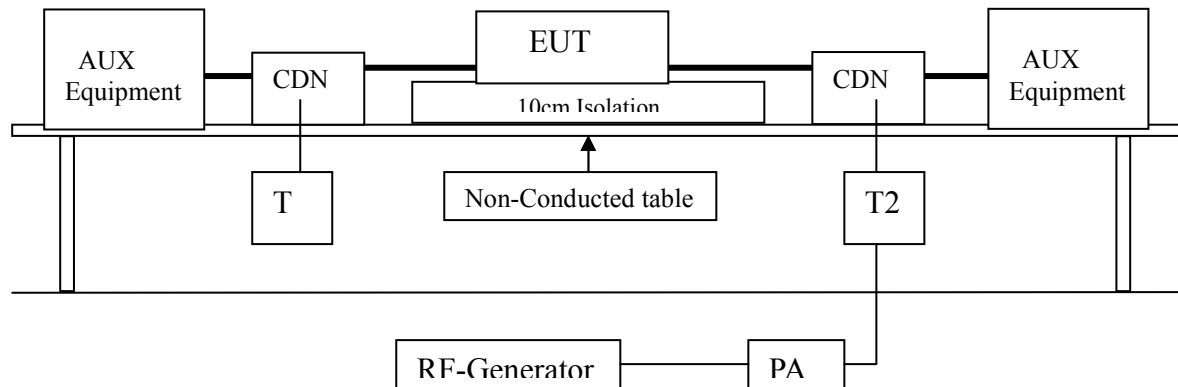 AUX
Equipment
CDN
EUT
10cm Isolation
CDN
AUX
Equipment
T
Non-Conducted table
T2
RF-Generator
PA